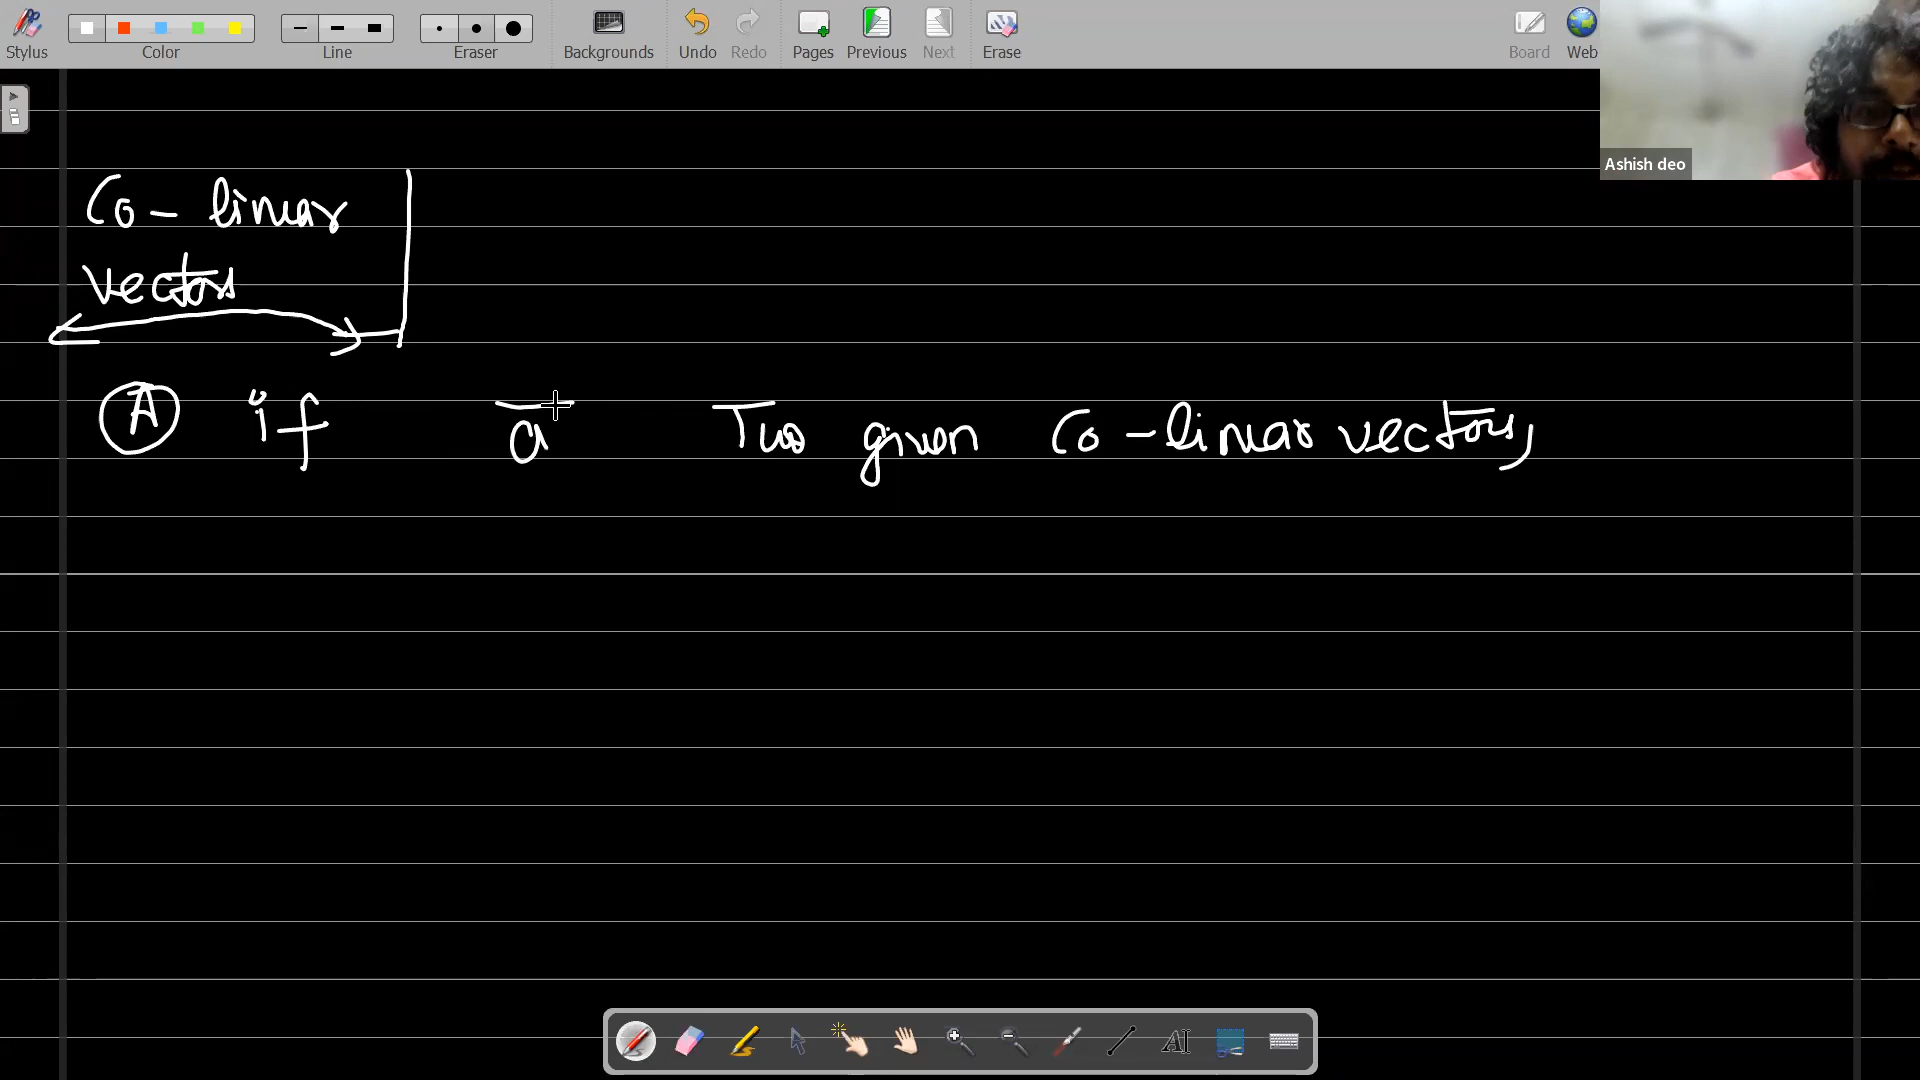 Stylus Color Line Eraser Backgrounds Undo Redo Pages Previous Next Erase Board Web
Ashish deo
Co - linear
vectors
A if a̅ Two given Co - linear vectors,
AI